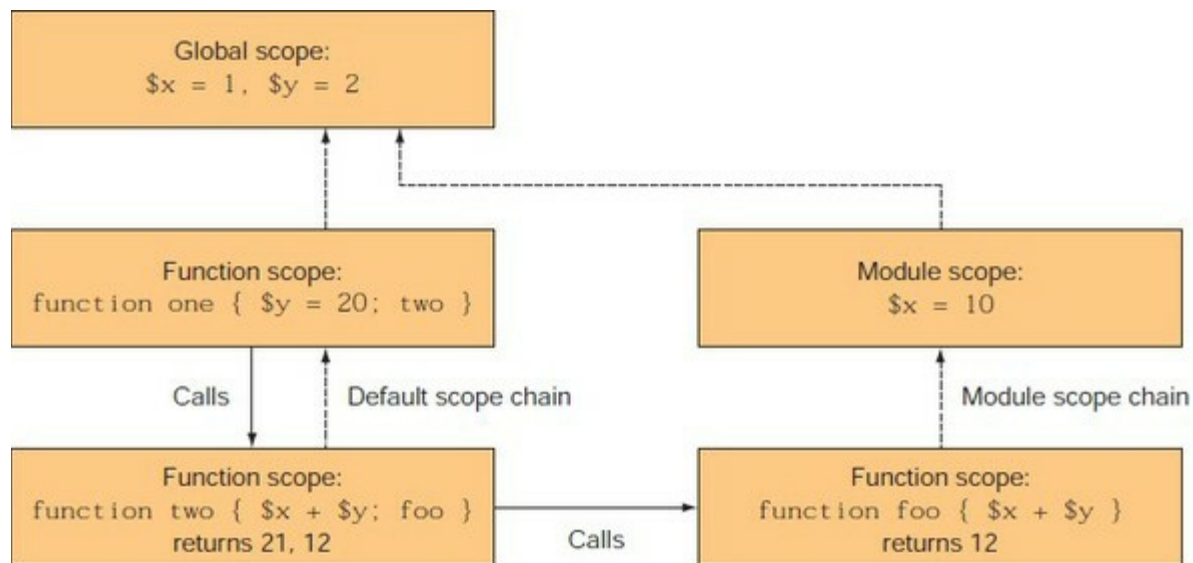 Global scope:
$x = 1, $y = 2
Function scope:
function one { $y = 20; two }
Module scope:
$x = 10
Calls
Default scope chain
Module scope chain
Function scope:
function two { $x + $y; foo }
returns 21, 12
Calls
Function scope:
function foo { $x + $y }
returns 12